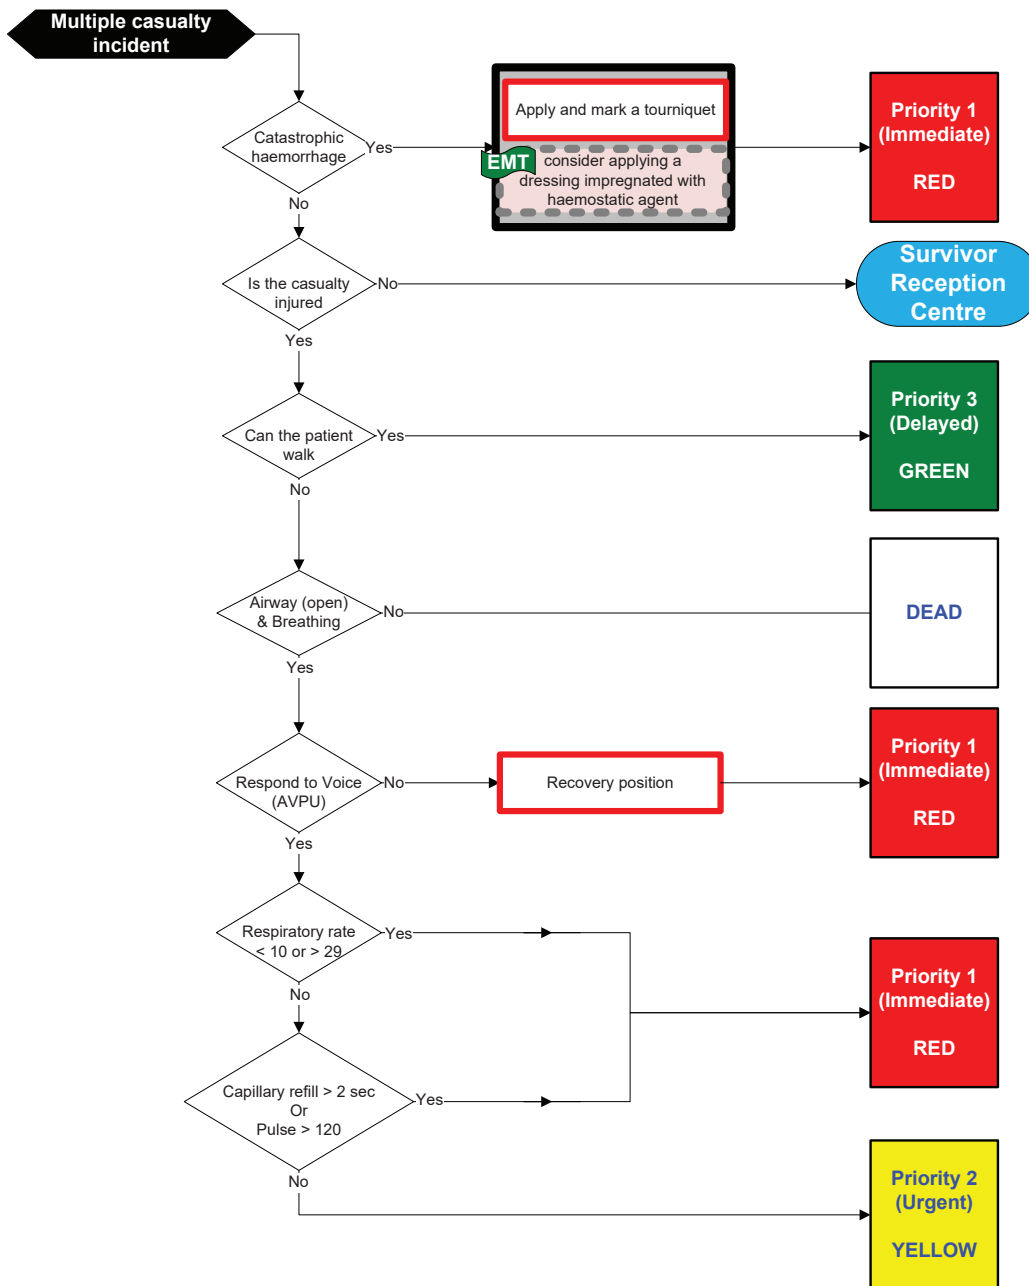 Multiple casualty
incident
Catastrophic
haemorrhage
Yes
No
Apply and mark a tourniquet
EMT
consider applying a
dressing impregnated with
haemostatic agent
Priority 1
(Immediate)
RED
Is the casualty
injured
No
Yes
Survivor
Reception
Centre
Can the patient
walk
Yes
No
Priority 3
(Delayed)
GREEN
Airway (open)
& Breathing
No
Yes
DEAD
Respond to Voice
(AVPU)
No
Yes
Recovery position
Priority 1
(Immediate)
RED
Respiratory rate
< 10 or > 29
Yes
No
Capillary refill > 2 sec
Or
Pulse > 120
Yes
No
Priority 1
(Immediate)
RED
Priority 2
(Urgent)
YELLOW